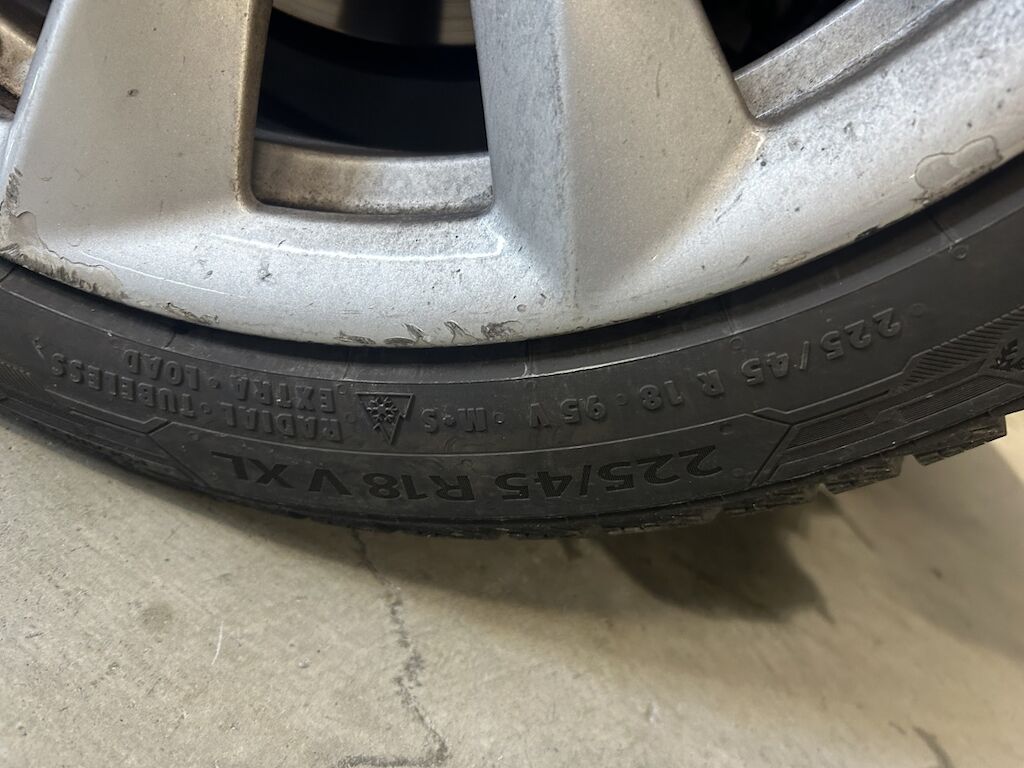 225/45 R18 V XL
225/45 R 18 · 95 V · M+S ·
RADIAL · TUBELESS
EXTRA · LOAD